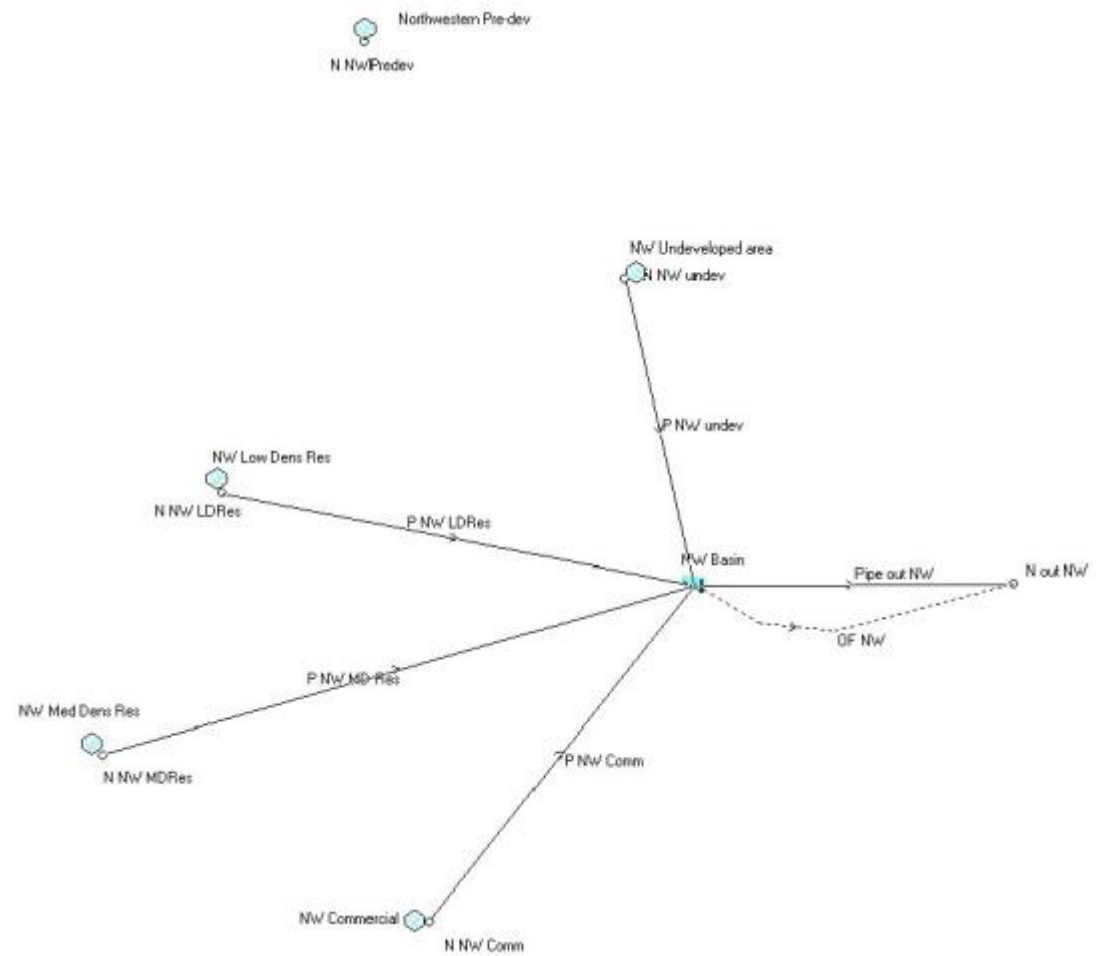 Northwestern Pre-dev
N NWPredev
NW Undeveloped area
N NW undev
P NW undev
NW Low Dens Res
N NW LDRes
P NW LDRes
NW Basin
Pipe out NW
N out NW
OF NW
P NW MD Res
NW Med Dens Res
N NW MDRes
P NW Comm
NW Commercial
N NW Comm